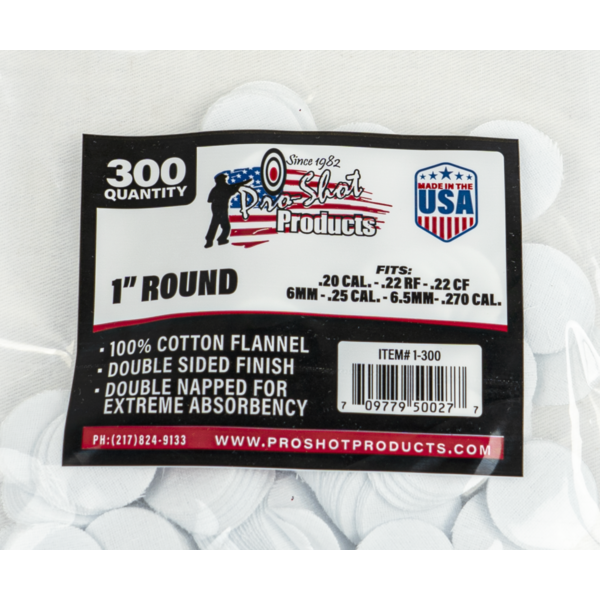 300
QUANTITY
Since 1982
Pro-Shot
Products
MADE IN THE
USA
1" ROUND
FITS:
.20 CAL. - .22 RF - .22 CF
6MM - .25 CAL. - 6.5MM - .270 CAL.
· 100% COTTON FLANNEL
· DOUBLE SIDED FINISH
· DOUBLE NAPPED FOR
EXTREME ABSORBENCY
ITEM# 1-300
7 09779 50027 7
PH:(217)824-9133
WWW.PROSHOTPRODUCTS.COM